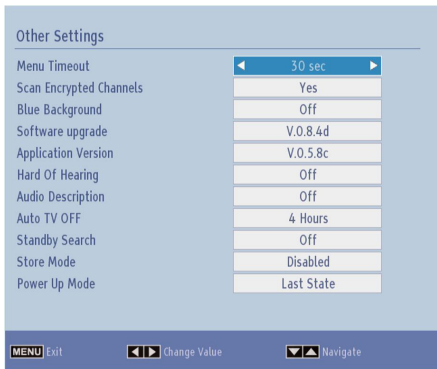 Other Settings
Menu Timeout 30 sec
Scan Encrypted Channels Yes
Blue Background Off
Software upgrade V.0.8.4d
Application Version V.0.5.8c
Hard Of Hearing Off
Audio Description Off
Auto TV OFF 4 Hours
Standby Search Off
Store Mode Disabled
Power Up Mode Last State
MENU Exit Change Value Navigate